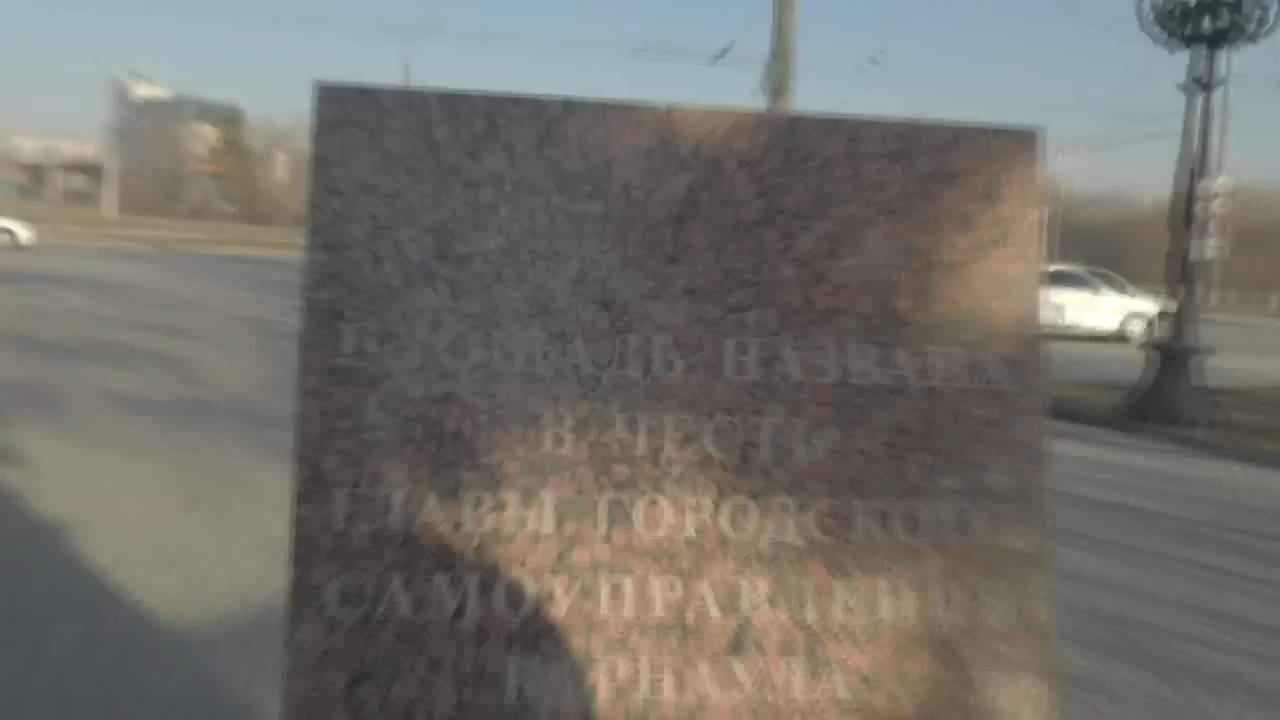 ПЛОЩАДЬ НАЗВАНА
В ЧЕСТЬ
ГЛАВЫ ГОРОДСКОГО
САМОУПРАВЛЕНИЯ
БАРНАУЛА